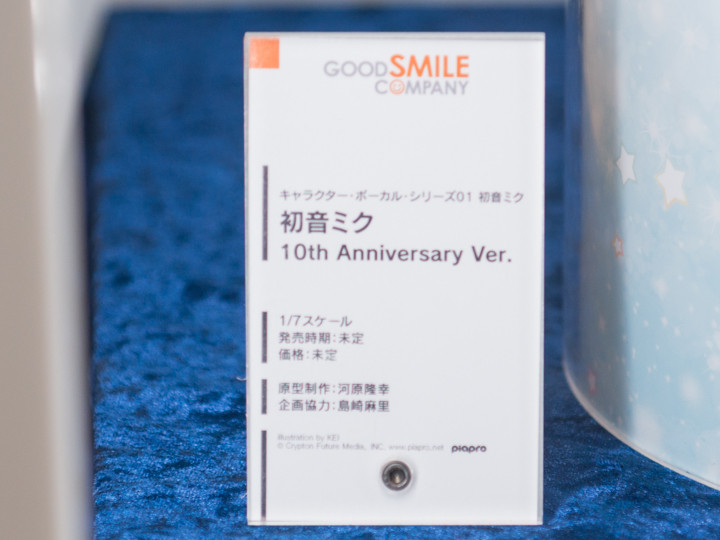 GOOD SMILE
COMPANY
キャラクター・ボーカル・シリーズ01 初音ミク
初音ミク
10th Anniversary Ver.
1/7スケール
発売時期:未定
価格:未定
原型制作:河原隆幸
企画協力:島崎麻里
Illustration by KEI
© Crypton Future Media, INC. www.piapro.net piapro